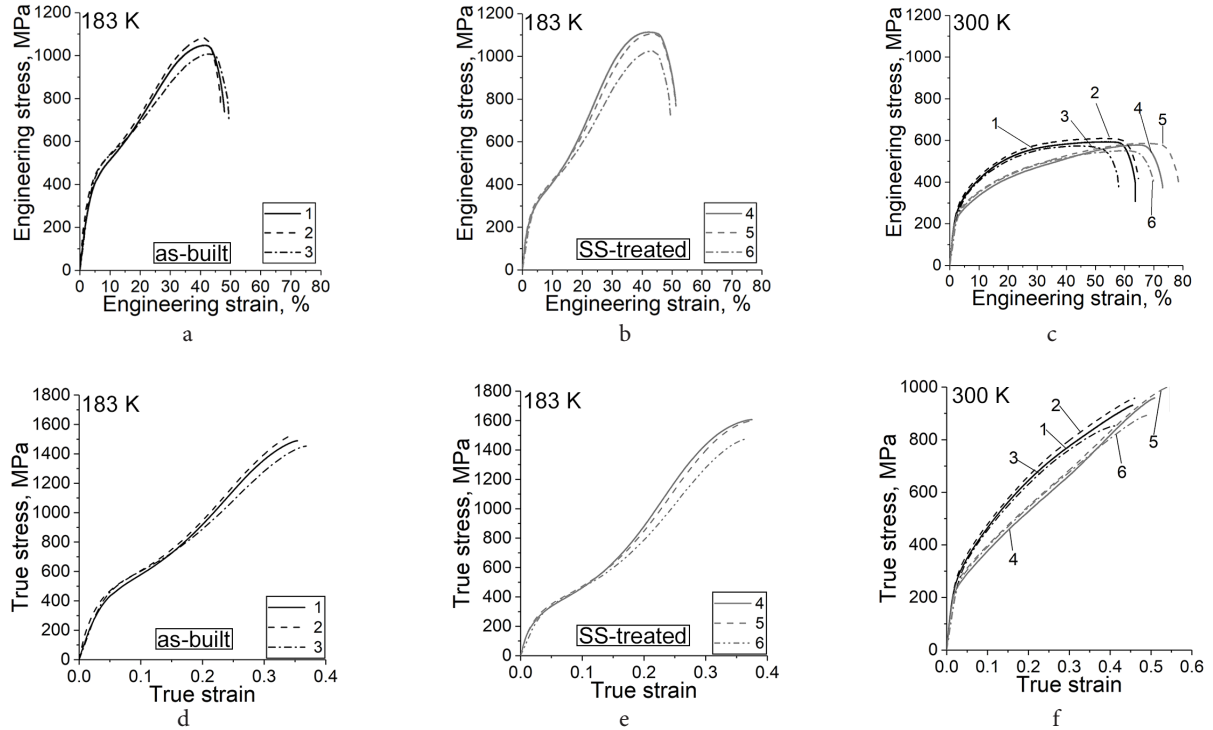 183 K
Engineering stress, MPa
1200
1000
800
600
400
200
0
0 10 20 30 40 50 60 70 80
Engineering strain, %
1
2
3
as-built
a
183 K
Engineering stress, MPa
1200
1000
800
600
400
200
0
0 10 20 30 40 50 60 70 80
Engineering strain, %
4
5
6
SS-treated
b
300 K
Engineering stress, MPa
1200
1000
800
600
400
200
0
0 10 20 30 40 50 60 70 80
Engineering strain, %
1
3
2
4
5
6
c
183 K
True stress, MPa
1800
1600
1400
1200
1000
800
600
400
200
0
0.0 0.1 0.2 0.3 0.4
True strain
1
2
3
as-built
d
183 K
True stress, MPa
1800
1600
1400
1200
1000
800
600
400
200
0
0.0 0.1 0.2 0.3 0.4
True strain
4
5
6
SS-treated
e
300 K
True stress, MPa
1000
800
600
400
200
0
0.0 0.1 0.2 0.3 0.4 0.5 0.6
True strain
2
1
3
5
6
4
f